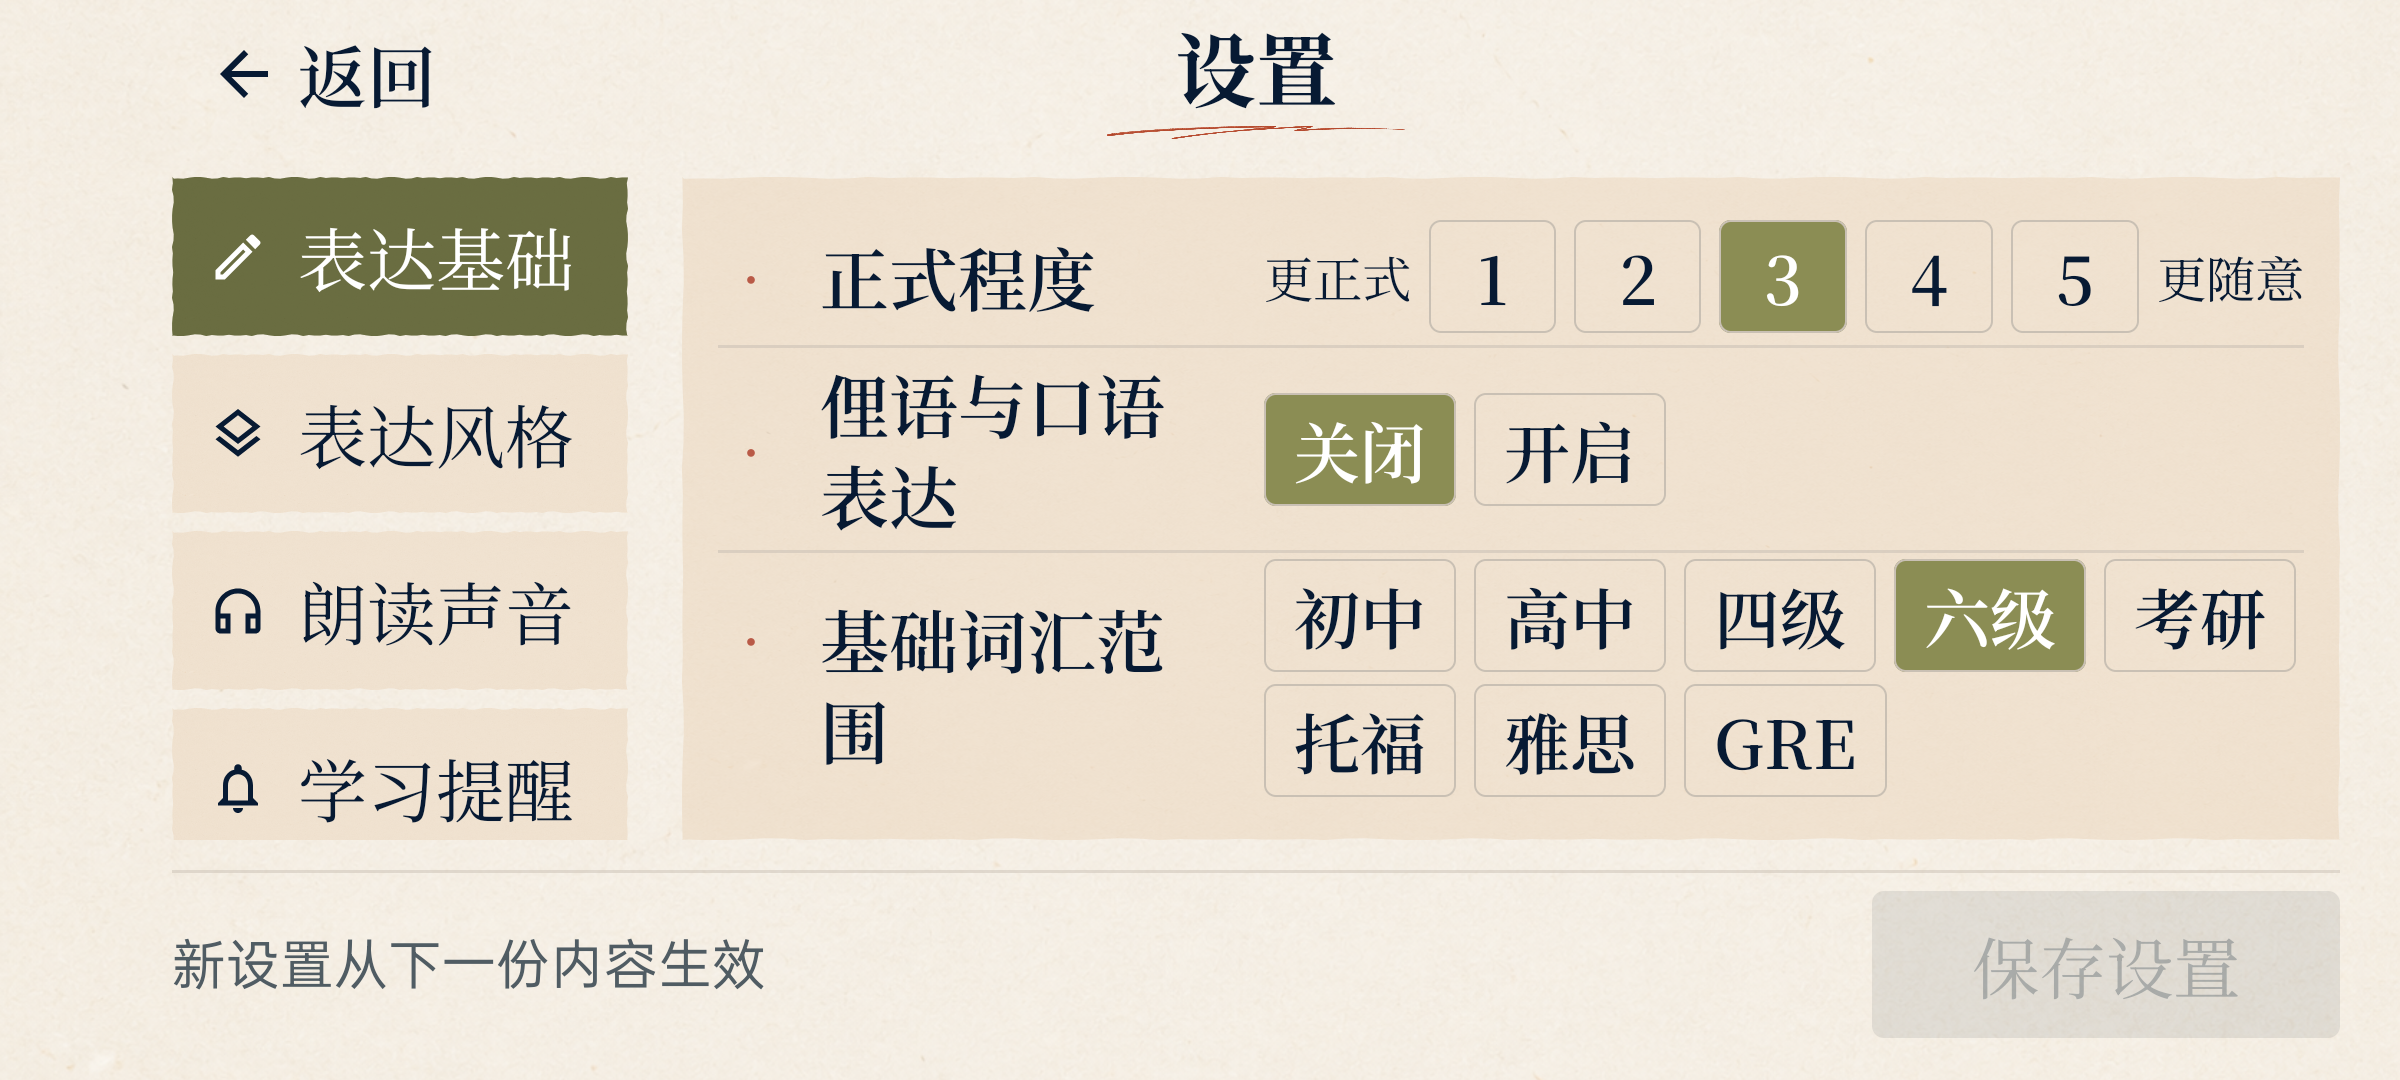 返回
设置
表达基础
表达风格
朗读声音
学习提醒
正式程度
更正式 1 2 3 4 5 更随意
俚语与口语
表达
关闭 开启
基础词汇范
围
初中 高中 四级 六级 考研
托福 雅思 GRE
新设置从下一份内容生效
保存设置